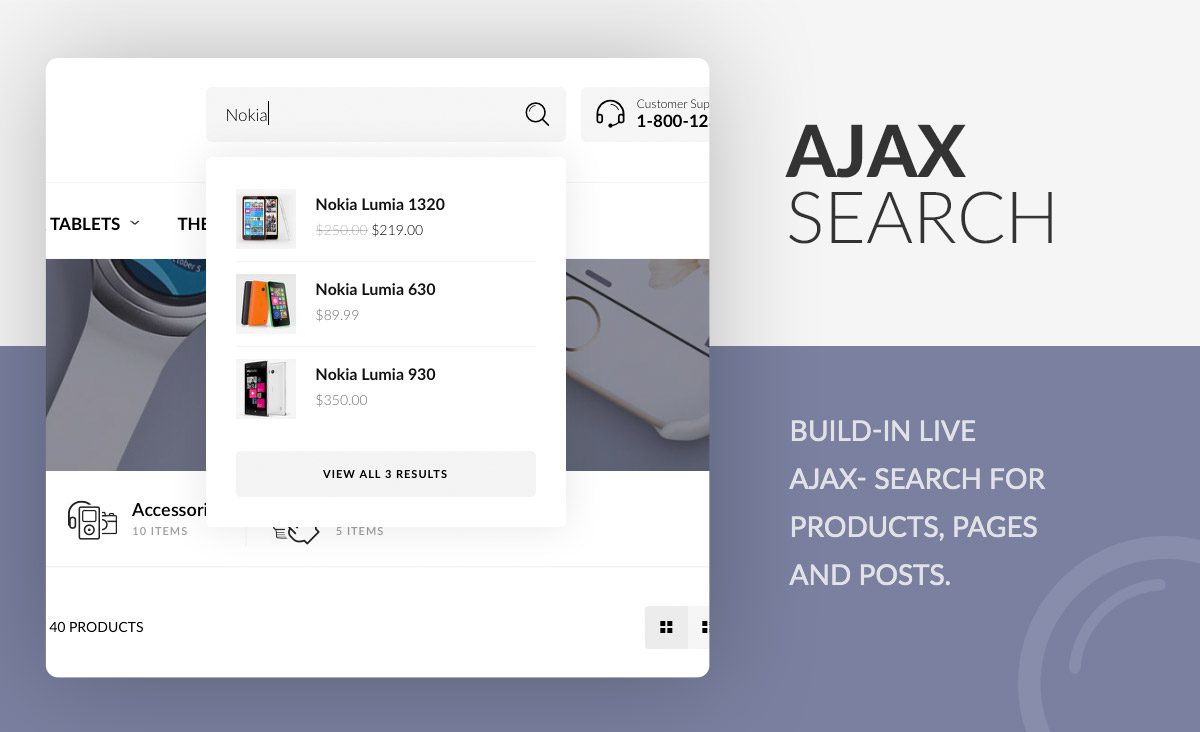 Nokia
Customer Sup
1-800-12
TABLETS
THE
Nokia Lumia 1320
$250.00 $219.00
Nokia Lumia 630
$89.99
Nokia Lumia 930
$350.00
VIEW ALL 3 RESULTS
Accessori
10 ITEMS
5 ITEMS
40 PRODUCTS
AJAX
SEARCH
BUILD-IN LIVE
AJAX- SEARCH FOR
PRODUCTS, PAGES
AND POSTS.